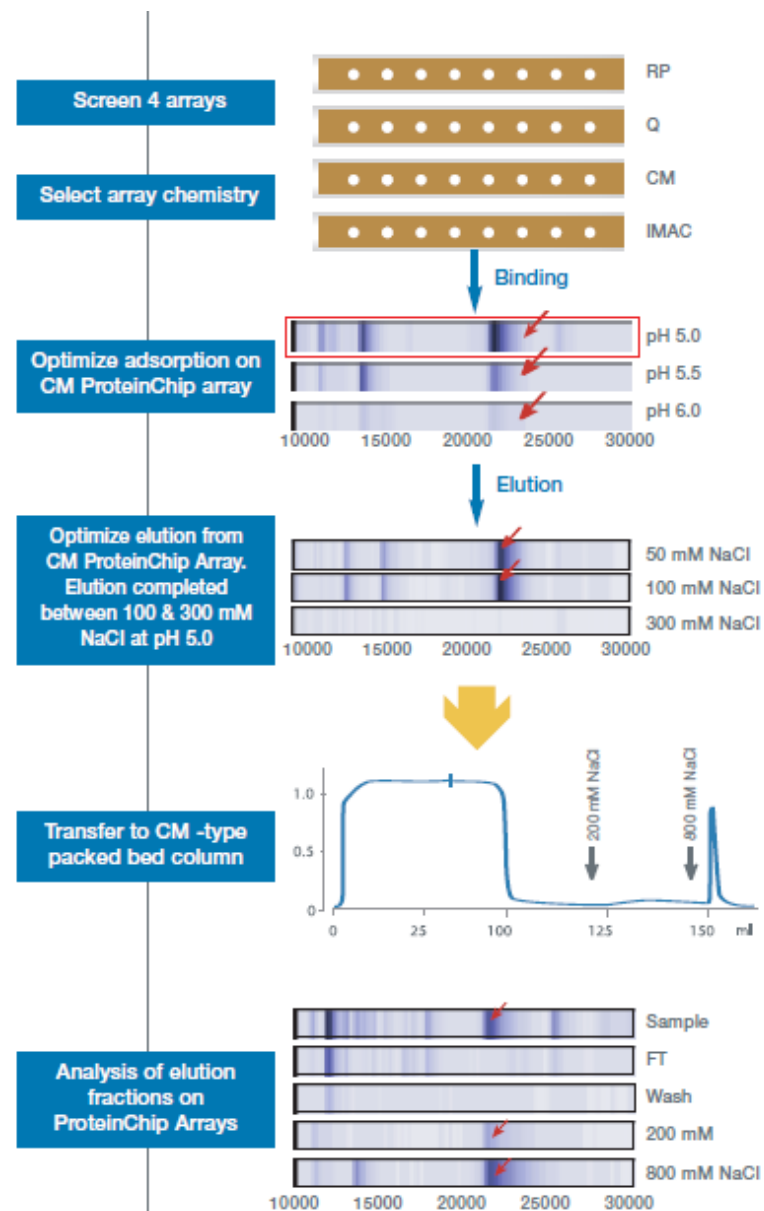 Screen 4 arrays
RP
Q
Select array chemistry
CM
IMAC
Binding
Optimize adsorption on
CM ProteinChip array
pH 5.0
pH 5.5
pH 6.0
10000 15000 20000 25000 30000
Elution
Optimize elution from
CM ProteinChip Array.
Elution completed
between 100 & 300 mM
NaCl at pH 5.0
50 mM NaCl
100 mM NaCl
300 mM NaCl
10000 15000 20000 25000 30000
Transfer to CM -type
packed bed column
1.0
0.5
0
200 mM NaCl
800 mM NaCl
0 25 100 125 150 ml
Analysis of elution
fractions on
ProteinChip Arrays
Sample
FT
Wash
200 mM
800 mM NaCl
10000 15000 20000 25000 30000